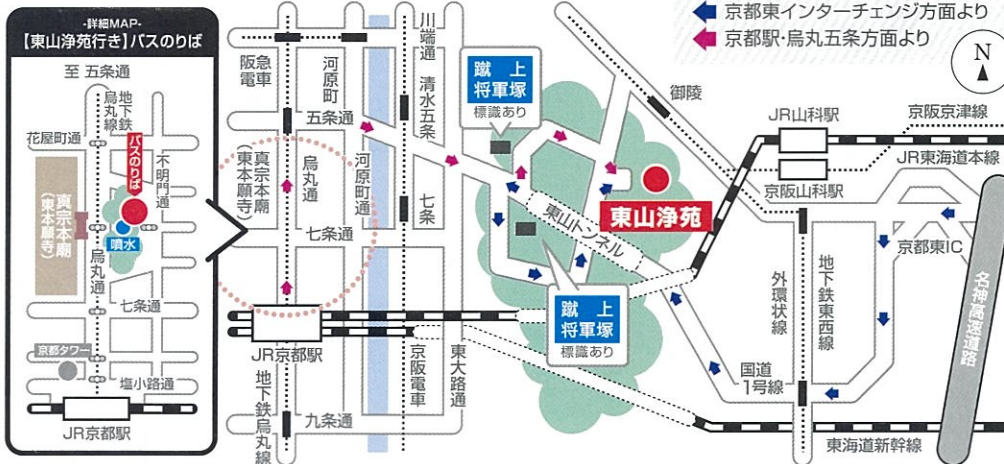 -詳細MAP-
【東山浄苑行き】バスのりば
至 五条通
地下鉄
烏丸線
花屋町通
バスのりば
不明門通
真宗本廟
(東本願寺)
噴水
烏丸通
七条通
京都タワー
塩小路通
JR京都駅
京都東インターチェンジ方面より
京都駅・烏丸五条方面より
N
阪急
電車
河原町
川端通
清水五条
五条通
真宗本廟
(東本願寺)
烏丸通
河原町通
七条
七条通
JR京都駅
地下鉄烏丸線
九条通
京阪電車
東大路通
蹴 上
将軍塚
標識あり
御陵
東山浄苑
東山トンネル
蹴 上
将軍塚
標識あり
JR山科駅
京阪京津線
JR東海道本線
京阪山科駅
京都東IC
外環状線
地下鉄東西線
名神高速道路
国道
1号線
東海道新幹線